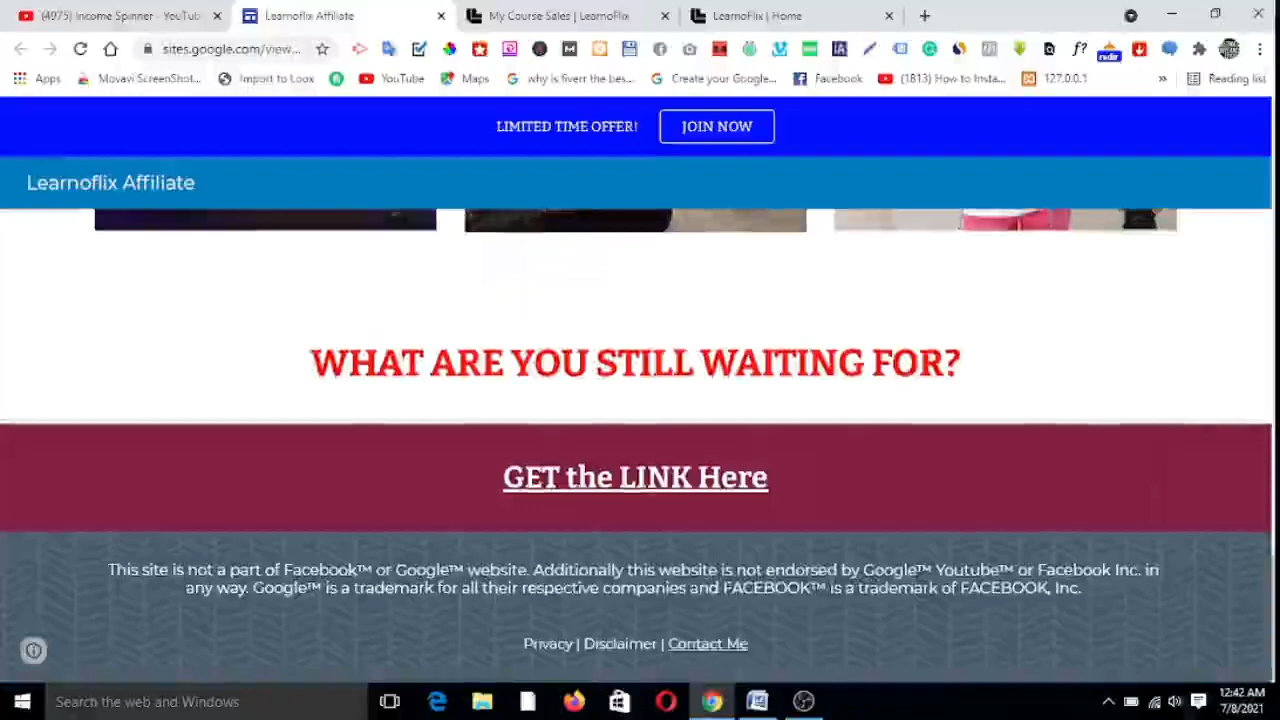 (4975) Income Spinner - YouTub
Learnoflix Affiliate
My Course Sales | LearnoFlix
LearnoFlix | Home
sites.google.com/view...
f?
rvdir
Apps
Movavi ScreenShot...
Import to Loox
YouTube
Maps
why is fiverr the bes...
Create your Google...
Facebook
(1813) How to Insta...
127.0.0.1
»
Reading list
LIMITED TIME OFFER!
JOIN NOW
Learnoflix Affiliate
WHAT ARE YOU STILL WAITING FOR?
GET the LINK Here
This site is not a part of Facebook™ or Google™ website. Additionally this website is not endorsed by Google™ Youtube™ or Facebook Inc. in
any way. Google™ is a trademark for all their respective companies and FACEBOOK™ is a trademark of FACEBOOK, Inc.
Privacy | Disclaimer | Contact Me
Search the web and Windows
12:42 AM
7/8/2021